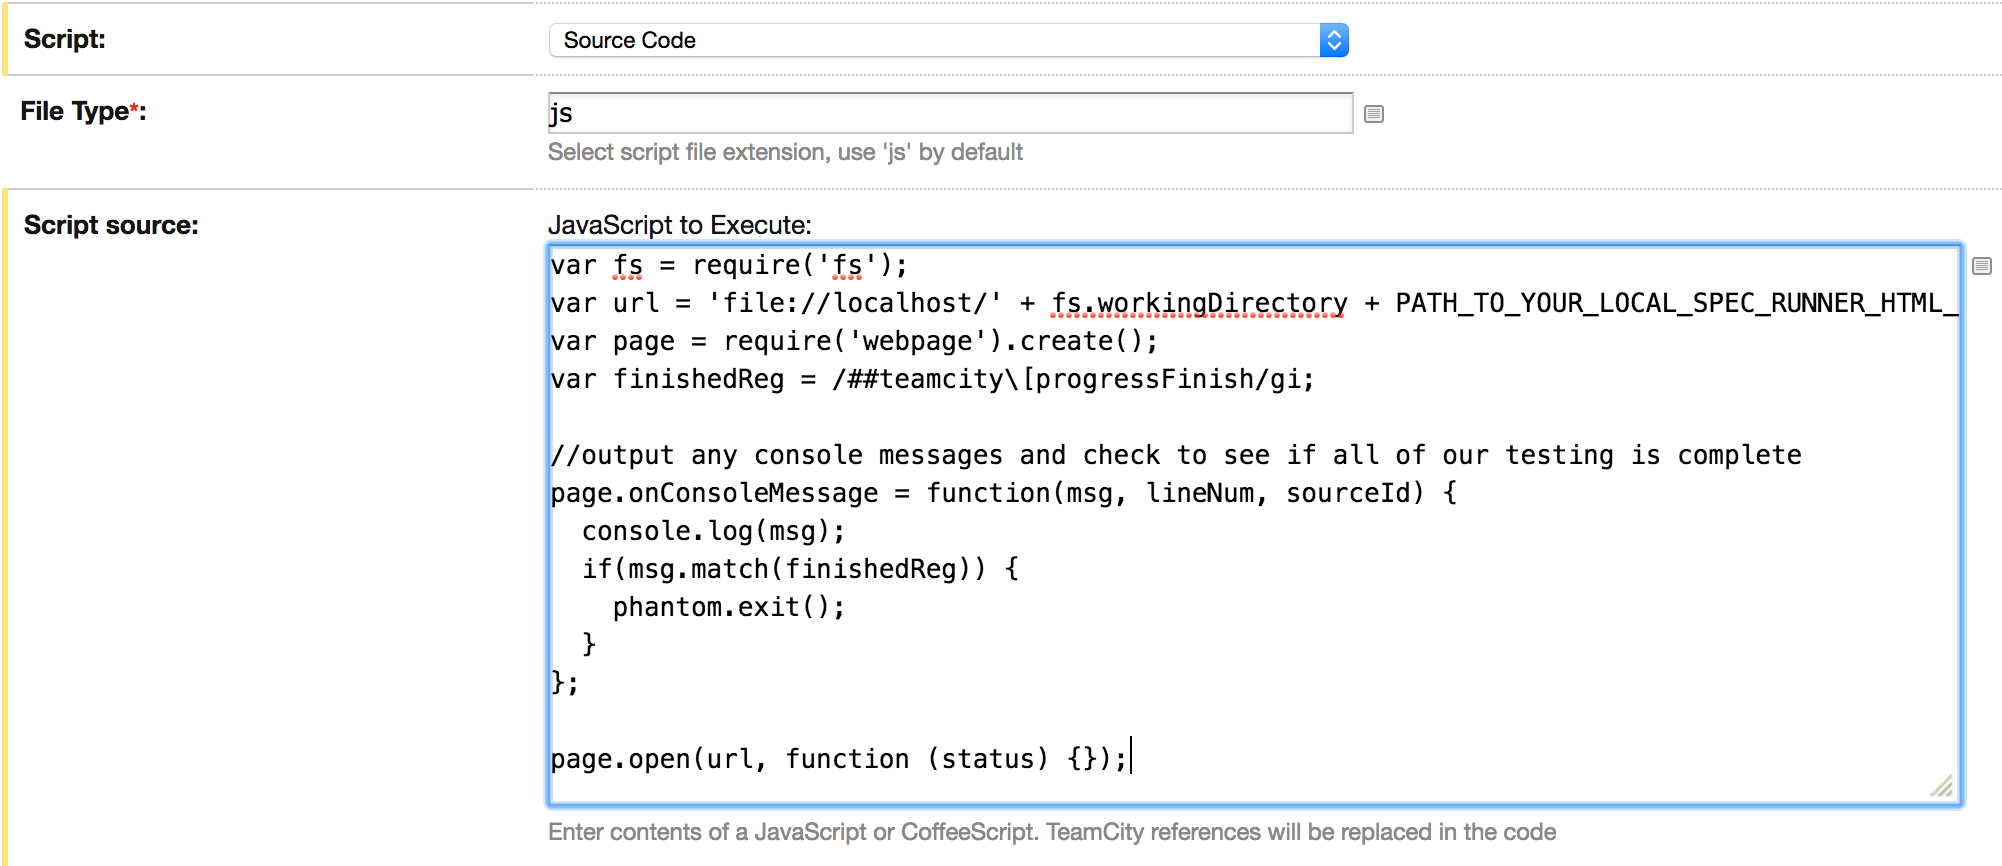 Script:
Source Code
File Type*:
js
Select script file extension, use 'js' by default
Script source:
JavaScript to Execute:
var fs = require('fs');
var url = 'file://localhost/' + fs.workingDirectory + PATH_TO_YOUR_LOCAL_SPEC_RUNNER_HTML_
var page = require('webpage').create();
var finishedReg = /##teamcity\[progressFinish/gi;
//output any console messages and check to see if all of our testing is complete
page.onConsoleMessage = function(msg, lineNum, sourceId) {
  console.log(msg);
  if(msg.match(finishedReg)) {
    phantom.exit();
  }
};
page.open(url, function (status) {});
Enter contents of a JavaScript or CoffeeScript. TeamCity references will be replaced in the code